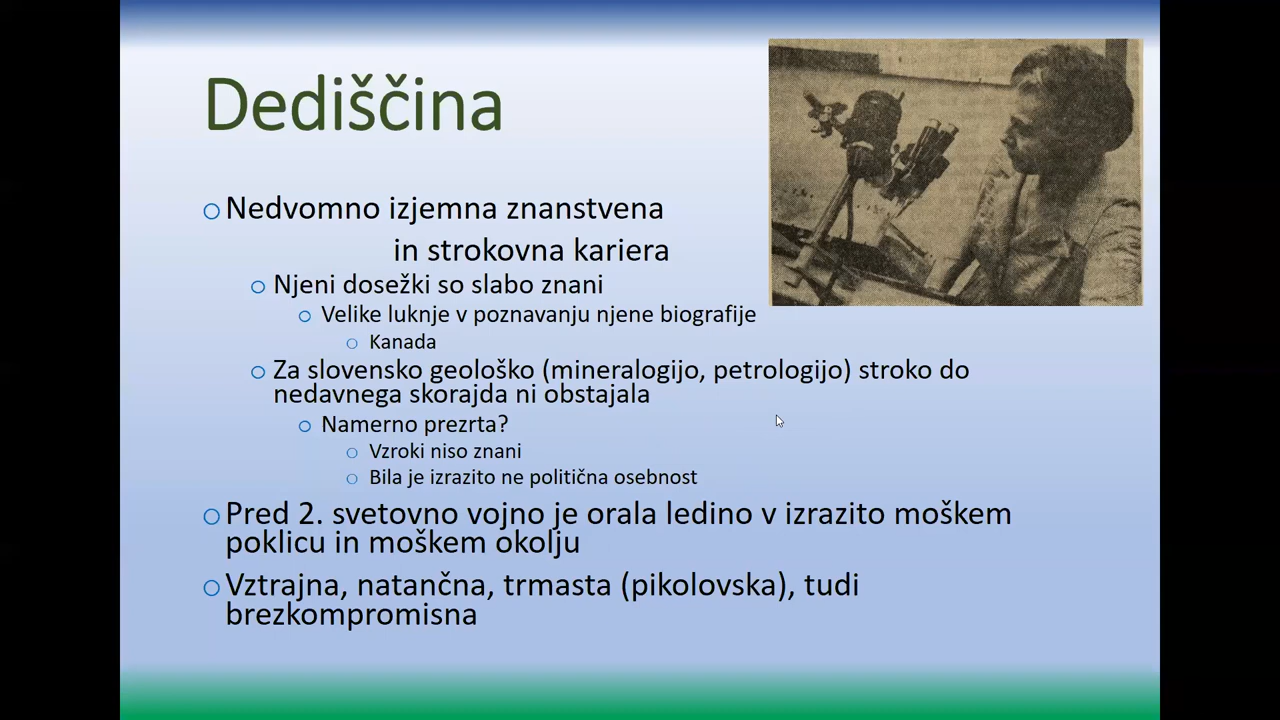 Dediščina
Nedvomno izjemna znanstvena
in strokovna kariera
Njeni dosežki so slabo znani
Velike luknje v poznavanju njene biografije
Kanada
Za slovensko geološko (mineralogijo, petrologijo) stroko do
nedavnega skorajda ni obstajala
Namerno prezrta?
Vzroki niso znani
Bila je izrazito ne politična osebnost
Pred 2. svetovno vojno je orala ledino v izrazito moškem
poklicu in moškem okolju
Vztrajna, natančna, trmasta (pikolovska), tudi
brezkompromisna